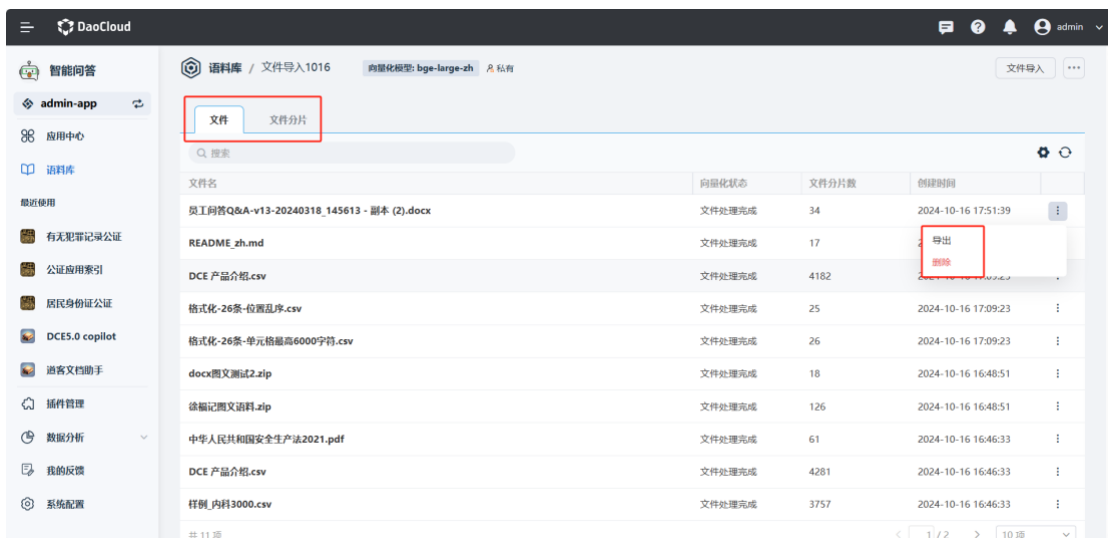 DaoCloud
admin
智能问答
语料库 / 文件导入1016 向量化模型: bge-large-zh 私有 文件导入
admin-app
文件 文件分片
应用中心
搜索
语料库
文件名 向量化状态 文件分片数 创建时间
最近使用
员工问答Q&A-v13-20240318_145613 - 副本 (2).docx 文件处理完成 34 2024-10-16 17:51:39
有无犯罪记录公证
README_zh.md 文件处理完成 17
导出
公证应用索引
删除
DCE 产品介绍.csv 文件处理完成 4182
居民身份证公证
格式化-26条-位置乱序.csv 文件处理完成 25 2024-10-16 17:09:23
DCE5.0 copilot
格式化-26条-单元格最高6000字符.csv 文件处理完成 26 2024-10-16 17:09:23
道客文档助手
docx图文测试2.zip 文件处理完成 18 2024-10-16 16:48:51
插件管理
徐福记图文语料.zip 文件处理完成 126 2024-10-16 16:48:51
数据分析
中华人民共和国安全生产法2021.pdf 文件处理完成 61 2024-10-16 16:46:33
我的反馈
DCE 产品介绍.csv 文件处理完成 4281 2024-10-16 16:46:33
系统配置
样例_内科3000.csv 文件处理完成 3757 2024-10-16 16:46:33
共 11 项 1 / 2 10 项